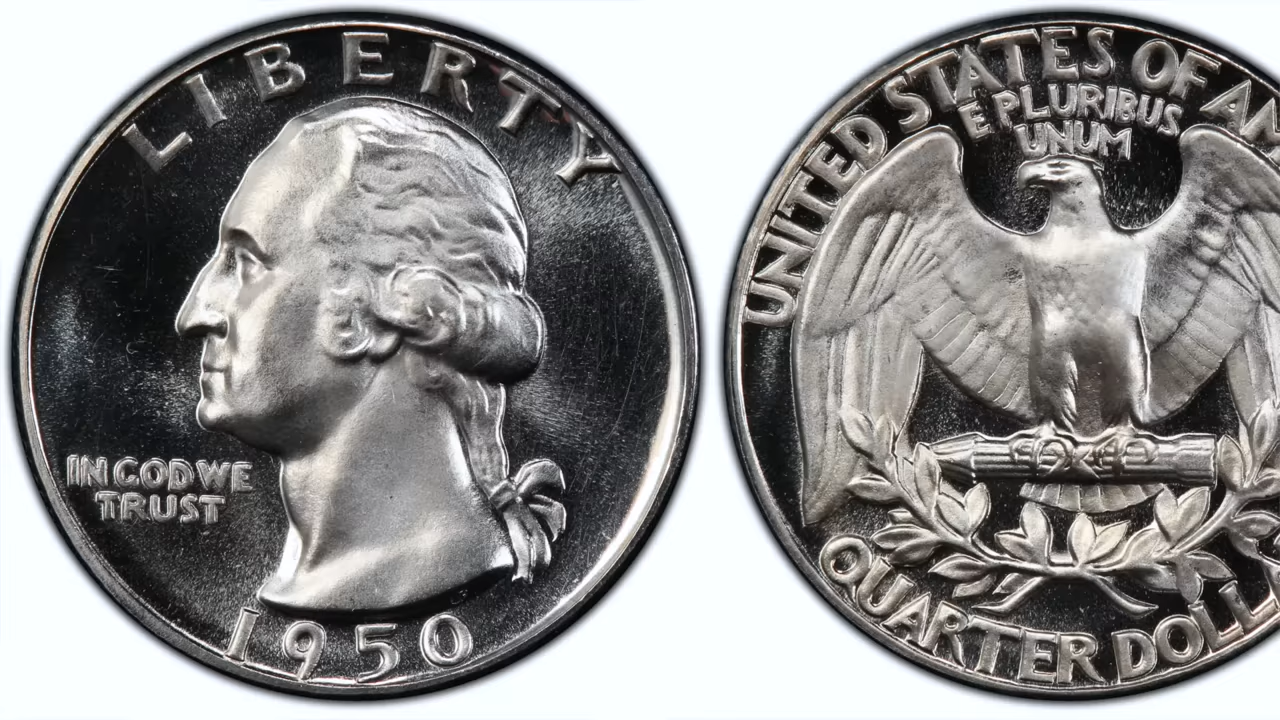 LIBERTY
IN GOD WE
TRUST
1950
UNITED STATES OF AM
E PLURIBUS
UNUM
QUARTER DOLL